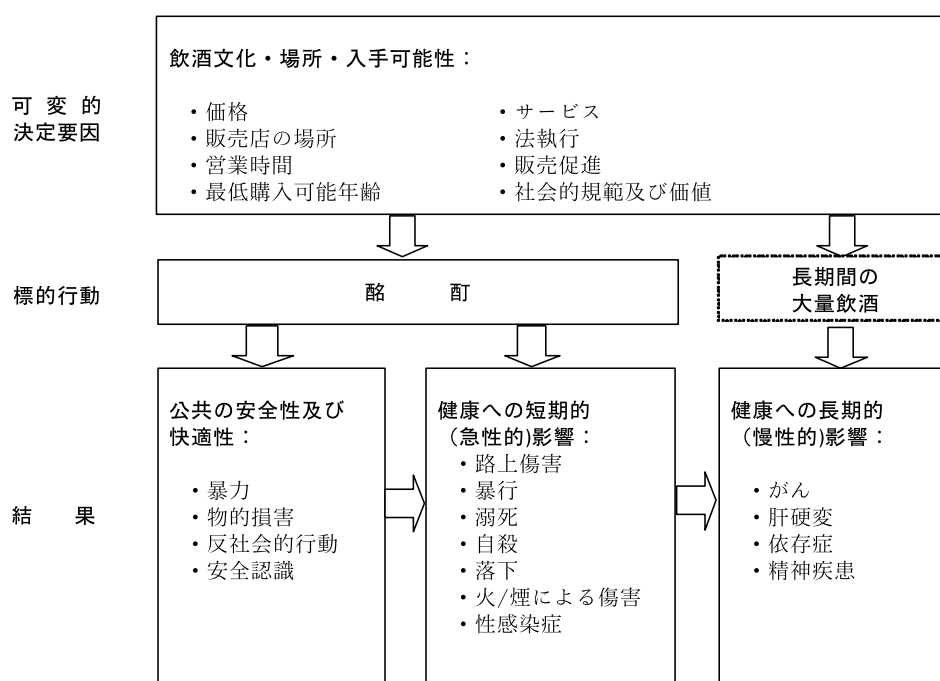 可変的
決定要因
飲酒文化・場所・入手可能性：
・価格
・販売店の場所
・営業時間
・最低購入可能年齢
・サービス
・法執行
・販売促進
・社会的規範及び価値
標的行動
酩　酊
長期間の
大量飲酒
結　果
公共の安全性及び
快適性：
・暴力
・物的損害
・反社会的行動
・安全認識
健康への短期的
（急性的)影響：
・路上傷害
・暴行
・溺死
・自殺
・落下
・火/煙による傷害
・性感染症
健康への長期的
（慢性的)影響：
・がん
・肝硬変
・依存症
・精神疾患